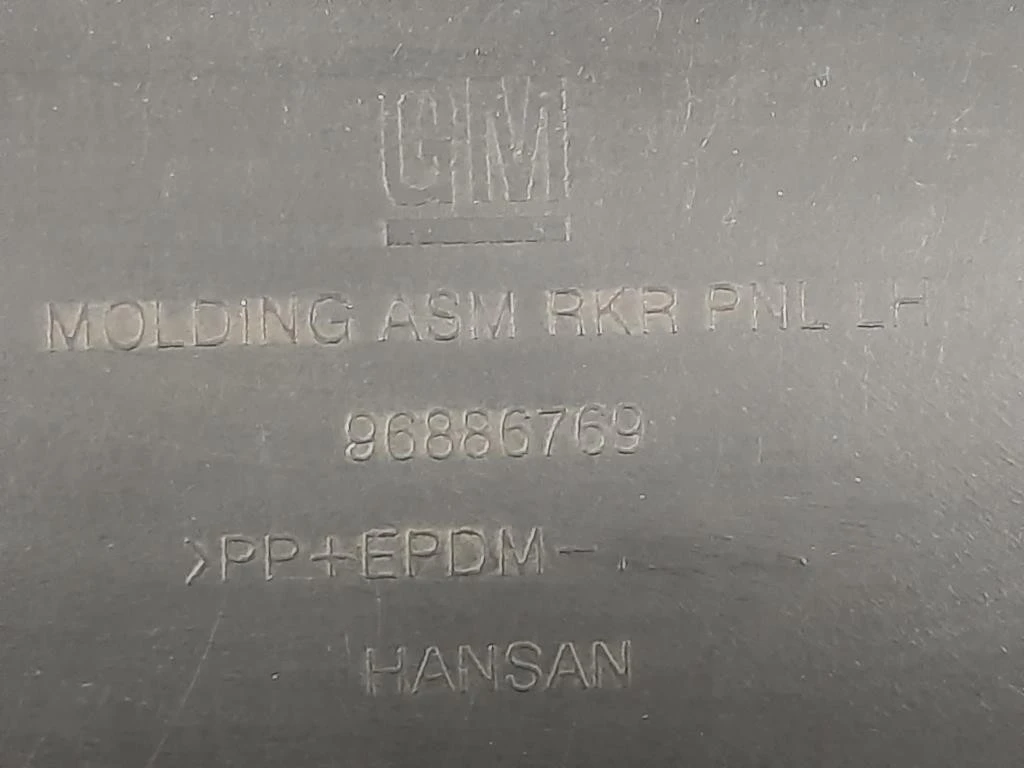 GM
MOLDING ASM RKR PNL LH
96886769
>PP+EPDM-
HANSAN